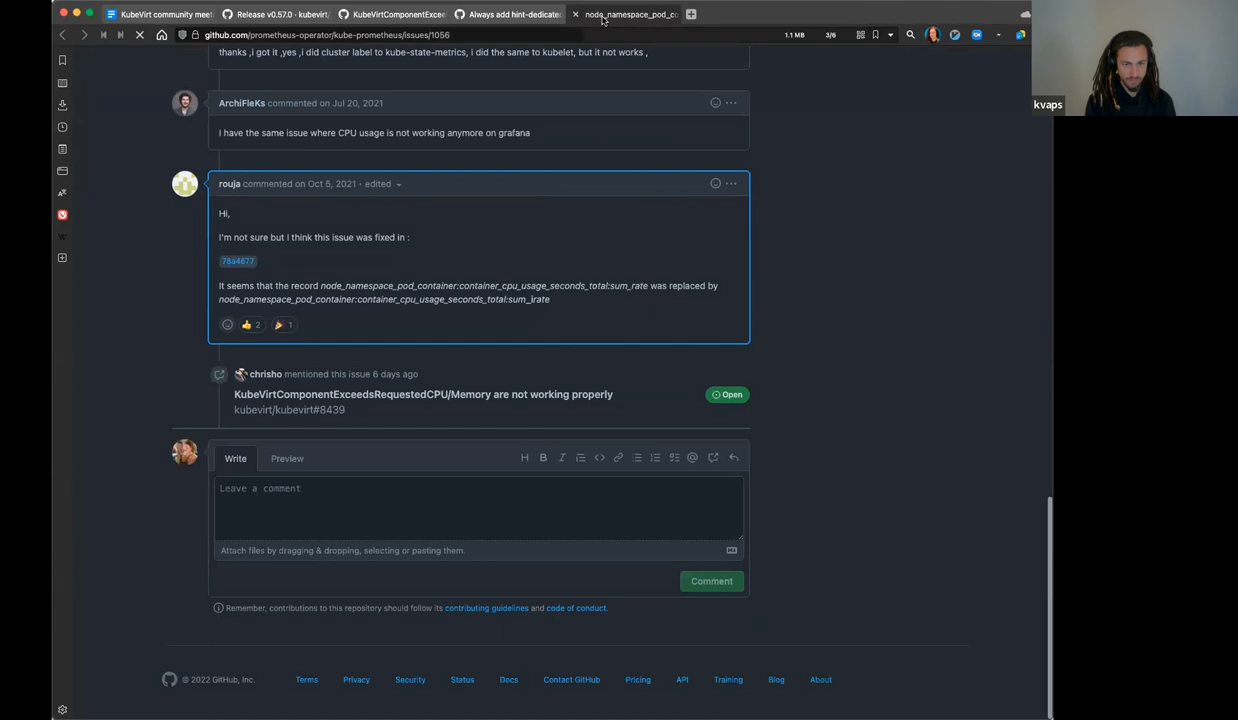 KubeVirt community meet
Release v0.57.0 · kubevirt/
KubeVirtComponentExcee
Always add hint-dedicated
node_namespace_pod_co
github.com/prometheus-operator/kube-prometheus/issues/1056
1.1 MB
3/6
kvaps
thanks ,i got it ,yes ,i did cluster label to kube-state-metrics, i did the same to kubelet, but it not works ,
ArchiFleKs commented on Jul 20, 2021
I have the same issue where CPU usage is not working anymore on grafana
rouja commented on Oct 5, 2021 · edited
Hi,
I'm not sure but I think this issue was fixed in :
78a4677
It seems that the record node_namespace_pod_container:container_cpu_usage_seconds_total:sum_rate was replaced by
node_namespace_pod_container:container_cpu_usage_seconds_total:sum_irate
2
1
chrisho mentioned this issue 6 days ago
KubeVirtComponentExceedsRequestedCPU/Memory are not working properly
Open
kubevirt/kubevirt#8439
Write
Preview
Leave a comment
Attach files by dragging & dropping, selecting or pasting them.
Comment
Remember, contributions to this repository should follow its contributing guidelines and code of conduct.
© 2022 GitHub, Inc.
Terms
Privacy
Security
Status
Docs
Contact GitHub
Pricing
API
Training
Blog
About